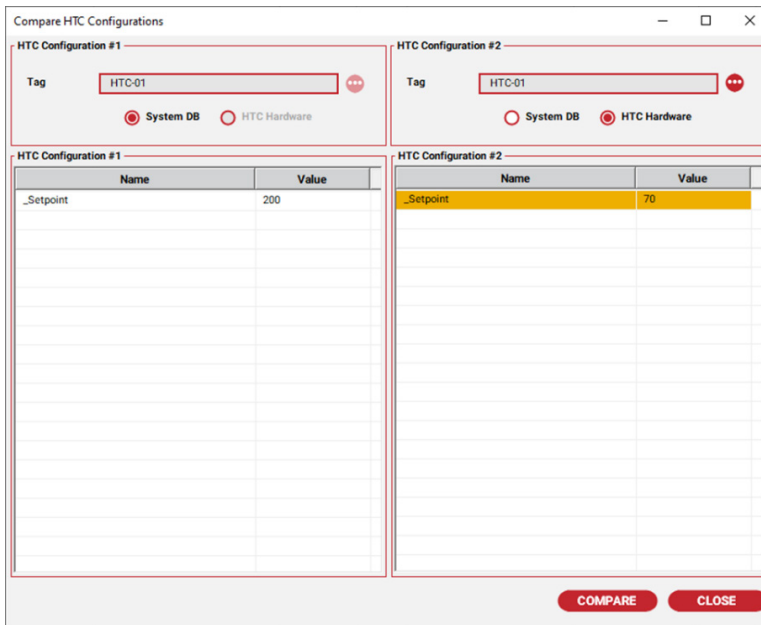 Compare HTC Configurations
HTC Configuration #1
Tag
HTC-01
System DB
HTC Hardware
HTC Configuration #2
Tag
HTC-01
System DB
HTC Hardware
HTC Configuration #1
Name Value
_Setpoint 200
HTC Configuration #2
Name Value
_Setpoint 70
COMPARE
CLOSE